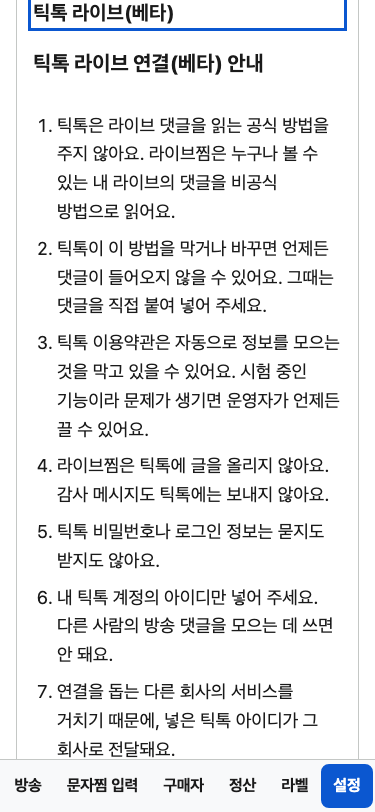 틱톡 라이브(베타)
틱톡 라이브 연결(베타) 안내
1. 틱톡은 라이브 댓글을 읽는 공식 방법을
주지 않아요. 라이브찜은 누구나 볼 수
있는 내 라이브의 댓글을 비공식
방법으로 읽어요.
2. 틱톡이 이 방법을 막거나 바꾸면 언제든
댓글이 들어오지 않을 수 있어요. 그때는
댓글을 직접 붙여 넣어 주세요.
3. 틱톡 이용약관은 자동으로 정보를 모으는
것을 막고 있을 수 있어요. 시험 중인
기능이라 문제가 생기면 운영자가 언제든
끌 수 있어요.
4. 라이브찜은 틱톡에 글을 올리지 않아요.
감사 메시지도 틱톡에는 보내지 않아요.
5. 틱톡 비밀번호나 로그인 정보는 묻지도
받지도 않아요.
6. 내 틱톡 계정의 아이디만 넣어 주세요.
다른 사람의 방송 댓글을 모으는 데 쓰면
안 돼요.
7. 연결을 돕는 다른 회사의 서비스를
거치기 때문에, 넣은 틱톡 아이디가 그
회사로 전달돼요.
방송 문자찜 입력 구매자 정산 라벨 설정